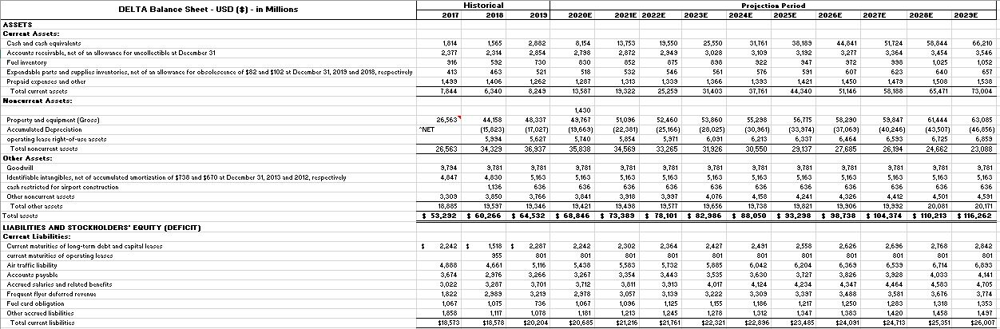 DELTA Balance Sheet - USD ($) - in Millions Historical Projection Period
2017 2018 2019 2020E 2021E 2022E 2023E 2024E 2025E 2026E 2027E 2028E 2029E
ASSETS
Current Assets:
Cash and cash equivalents 1,814 1,565 2,882 8,154 13,753 19,550 25,550 31,761 38,189 44,841 51,724 58,844 66,210
Accounts receivable, net of an allowance for uncollectible at December 31 2,377 2,314 2,854 2,798 2,872 2,949 3,028 3,109 3,192 3,277 3,364 3,454 3,546
Fuel inventory 916 592 730 830 852 875 898 922 947 972 998 1,025 1,052
Expendable parts and supplies inventories, net of an allowance for obsolescence of $82 and $102 at December 31, 2019 and 2018, respectively 413 463 521 518 532 546 561 576 591 607 623 640 657
Prepaid expenses and other 1,499 1,406 1,262 1,287 1,313 1,339 1,366 1,393 1,421 1,450 1,479 1,508 1,538
Total current assets 7,844 6,340 8,249 13,587 19,322 25,259 31,403 37,761 44,340 51,146 58,188 65,471 73,004
Noncurrent Assets:
1,430
Property and equipment (Gross) 26,563 44,158 48,337 49,767 51,096 52,460 53,860 55,298 56,775 58,290 59,847 61,444 63,085
Accumulated Depreciation ^NET (15,823) (17,027) (19,669) (22,381) (25,166) (28,025) (30,961) (33,974) (37,069) (40,246) (43,507) (46,856)
operating lease right-of-use assets 5,994 5,627 5,740 5,854 5,971 6,091 6,213 6,337 6,464 6,593 6,725 6,859
Total noncurrent assets 26,563 34,329 36,937 35,838 34,569 33,265 31,926 30,550 29,137 27,685 26,194 24,662 23,088
Other Assets:
Goodwill 9,794 9,781 9,781 9,781 9,781 9,781 9,781 9,781 9,781 9,781 9,781 9,781 9,781
Identifiable intangibles, net of accumulated amortization of $738 and $670 at December 31, 2013 and 2012, respectively 4,847 4,830 5,163 5,163 5,163 5,163 5,163 5,163 5,163 5,163 5,163 5,163 5,163
cash restricted for airport construction 1,136 636 636 636 636 636 636 636 636 636 636 636
Other noncurrent assets 3,309 3,850 3,766 3,841 3,918 3,997 4,076 4,158 4,241 4,326 4,412 4,501 4,591
Total other assets 18,885 19,597 19,346 19,421 19,498 19,577 19,656 19,738 19,821 19,906 19,992 20,081 20,171
Total assets $ 53,292 $ 60,266 $ 64,532 $ 68,846 $ 73,389 $ 78,101 $ 82,986 $ 88,050 $ 93,298 $ 98,738 $ 104,374 $ 110,213 $ 116,262
LIABILITIES AND STOCKHOLDERS' EQUITY (DEFICIT)
Current Liabilities:
Current maturities of long-term debt and capital leases $ 2,242 $ 1,518 $ 2,287 2,242 2,302 2,364 2,427 2,491 2,558 2,626 2,696 2,768 2,842
current maturities of operating leases 955 801 801 801 801 801 801 801 801 801 801 801
Air traffic liability 4,888 4,661 5,116 5,438 5,583 5,732 5,885 6,042 6,204 6,369 6,539 6,714 6,893
Accounts payable 3,674 2,976 3,266 3,267 3,354 3,443 3,535 3,630 3,727 3,826 3,928 4,033 4,141
Accrued salaries and related benefits 3,022 3,287 3,701 3,712 3,811 3,913 4,017 4,124 4,234 4,347 4,464 4,583 4,705
Frequent flyer deferred revenue 1,822 2,989 3,219 2,978 3,057 3,139 3,222 3,309 3,397 3,488 3,581 3,676 3,774
Fuel card obligation 1,067 1,075 736 1,067 1,096 1,125 1,155 1,186 1,217 1,250 1,283 1,318 1,353
Other accrued liabilities 1,858 1,117 1,078 1,181 1,213 1,245 1,278 1,312 1,347 1,383 1,420 1,458 1,497
Total current liabilities $18,573 $18,578 $20,204 $20,685 $21,216 $21,761 $22,321 $22,896 $23,485 $24,091 $24,713 $25,351 $26,007